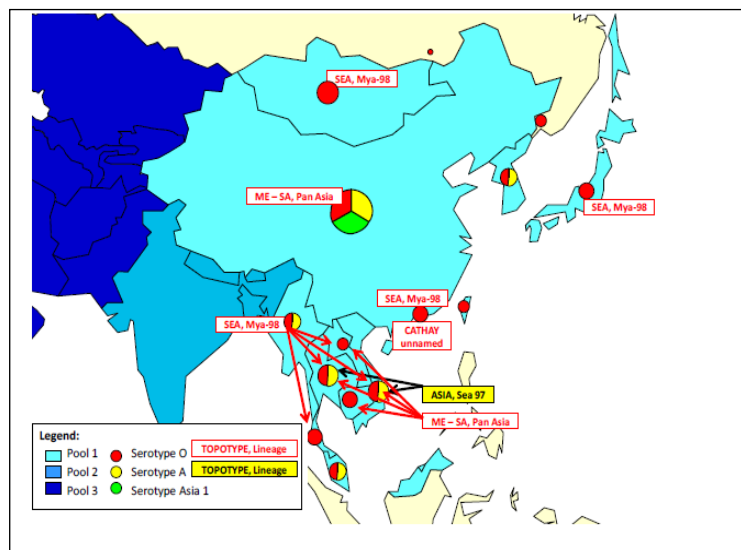 SEA, Mya-98
ME – SA, Pan Asia
SEA, Mya-98
SEA, Mya-98
SEA, Mya-98
CATHAY
unnamed
ASIA, Sea 97
ME – SA, Pan Asia
Legend:
Pool 1 Serotype O TOPOTYPE, Lineage
Pool 2 Serotype A TOPOTYPE, Lineage
Pool 3 Serotype Asia 1